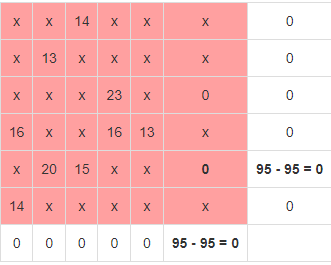 x x 14 x x x 0
x 13 x x x x 0
x x x 23 x 0 0
16 x x 16 13 x 0
x 20 15 x x 0 95 - 95 = 0
14 x x x x x 0
0 0 0 0 0 95 - 95 = 0